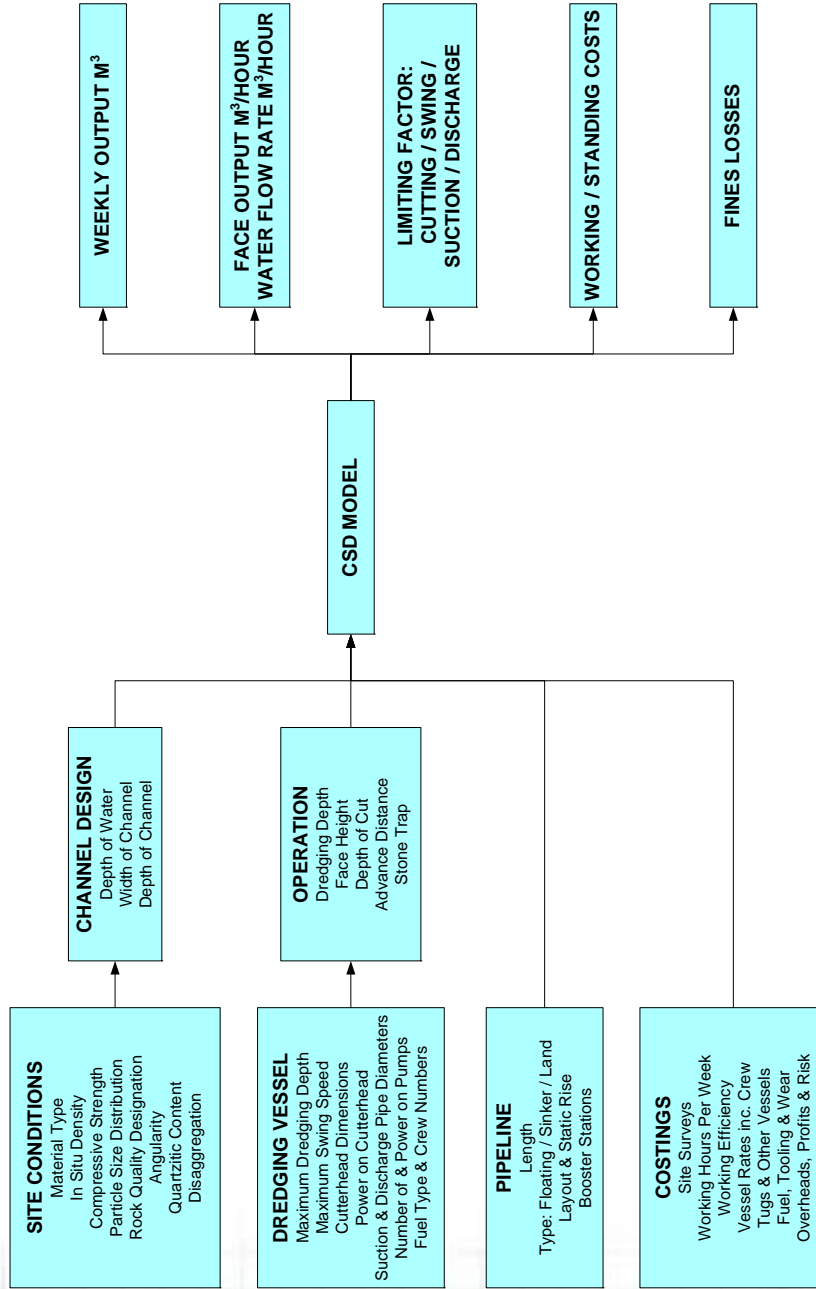 SITE CONDITIONS
Material Type
In Situ Density
Compressive Strength
Particle Size Distribution
Rock Quality Designation
Angularity
Quartzitic Content
Disaggregation
CHANNEL DESIGN
Depth of Water
Width of Channel
Depth of Channel
DREDGING VESSEL
Maximum Dredging Depth
Maximum Swing Speed
Cutterhead Dimensions
Power on Cutterhead
Suction & Discharge Pipe Diameters
Number of & Power on Pumps
Fuel Type & Crew Numbers
OPERATION
Dredging Depth
Face Height
Depth of Cut
Advance Distance
Stone Trap
PIPELINE
Length
Type: Floating / Sinker / Land
Layout & Static Rise
Booster Stations
COSTINGS
Site Surveys
Working Hours Per Week
Working Efficiency
Vessel Rates inc. Crew
Tugs & Other Vessels
Fuel, Tooling & Wear
Overheads, Profits & Risk
CSD MODEL
WEEKLY OUTPUT M³
FACE OUTPUT M³/HOUR
WATER FLOW RATE M³/HOUR
LIMITING FACTOR:
CUTTING / SWING /
SUCTION / DISCHARGE
WORKING / STANDING COSTS
FINES LOSSES